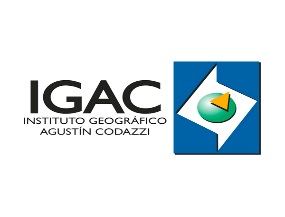 IGAC
INSTITUTO GEOGRÁFICO
AGUSTÍN CODAZZI